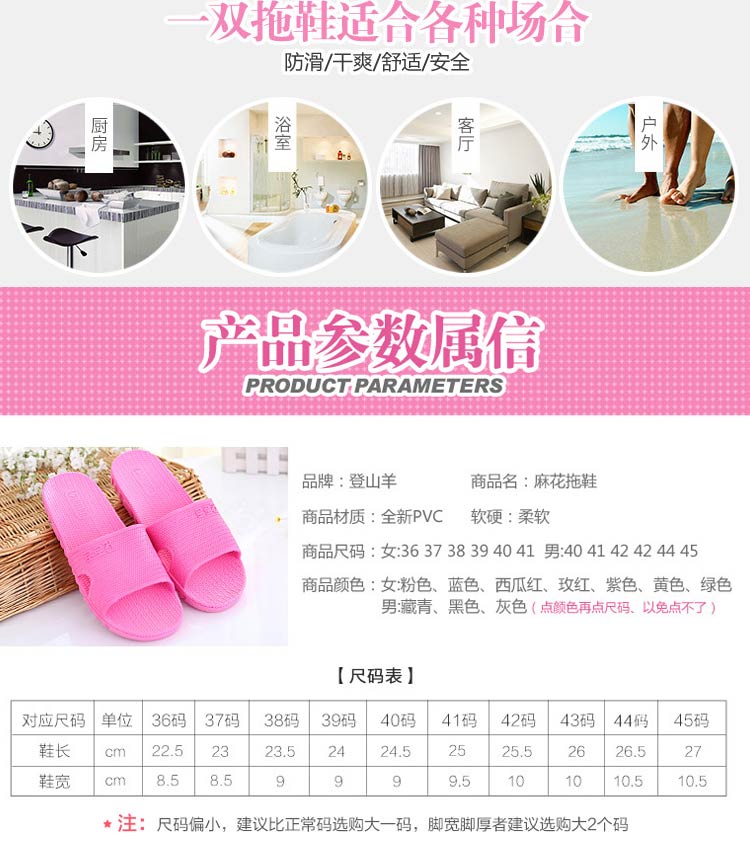 一双拖鞋适合各种场合
防滑/干爽/舒适/安全
厨房
浴室
客厅
户外
产品参数属信
PRODUCT PARAMETERS
品牌：登山羊 商品名：麻花拖鞋
商品材质：全新PVC 软硬：柔软
商品尺码：女:36 37 38 39 40 41 男:40 41 42 42 44 45
商品颜色：女:粉色、蓝色、西瓜红、玫红、紫色、黄色、绿色
男:藏青、黑色、灰色（点颜色再点尺码、以免点不了）
【尺码表】
对应尺码 单位 36码 37码 38码 39码 40码 41码 42码 43码 44码 45码
鞋长 cm 22.5 23 23.5 24 24.5 25 25.5 26 26.5 27
鞋宽 cm 8.5 8.5 9 9 9 9.5 10 10 10.5 10.5
★注：尺码偏小，建议比正常码选购大一码，脚宽脚厚者建议选购大2个码